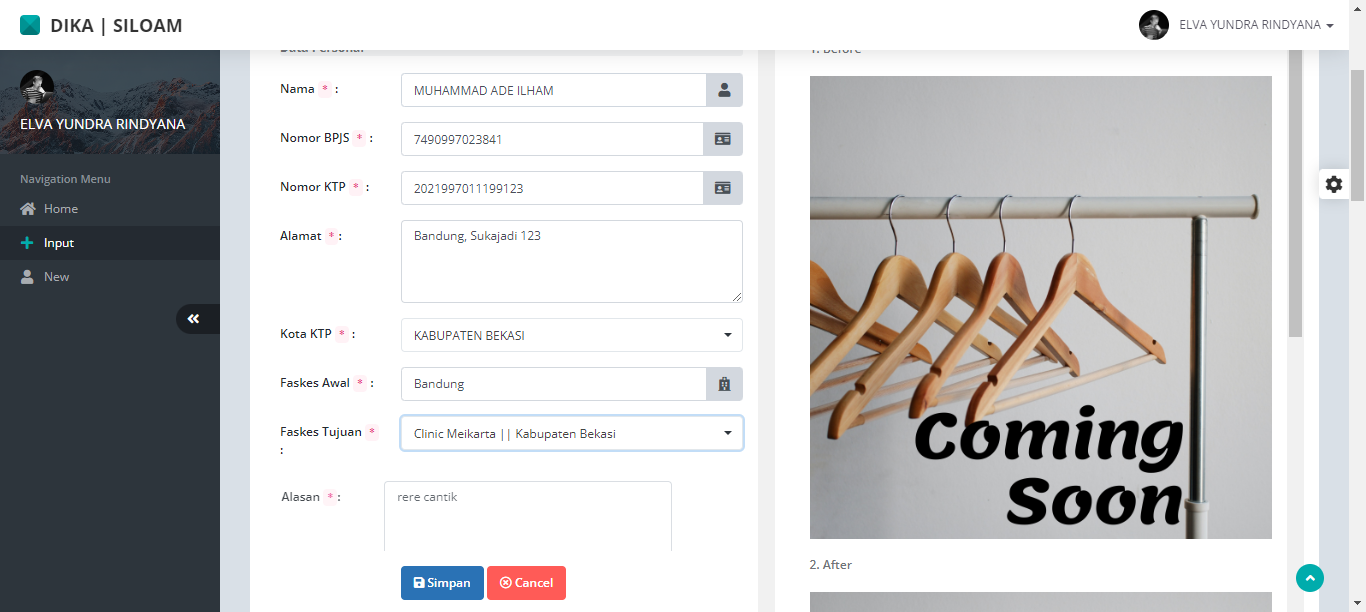 DIKA | SILOAM
ELVA YUNDRA RINDYANA
ELVA YUNDRA RINDYANA
Navigation Menu
Home
Input
New
Data Personal
Nama * :
MUHAMMAD ADE ILHAM
Nomor BPJS * :
7490997023841
Nomor KTP * :
2021997011199123
Alamat * :
Bandung, Sukajadi 123
Kota KTP * :
KABUPATEN BEKASI
Faskes Awal * :
Bandung
Faskes Tujuan *
:
Clinic Meikarta || Kabupaten Bekasi
Alasan * :
rere cantik
Simpan
Cancel
1. Before
Coming
Soon
2. After